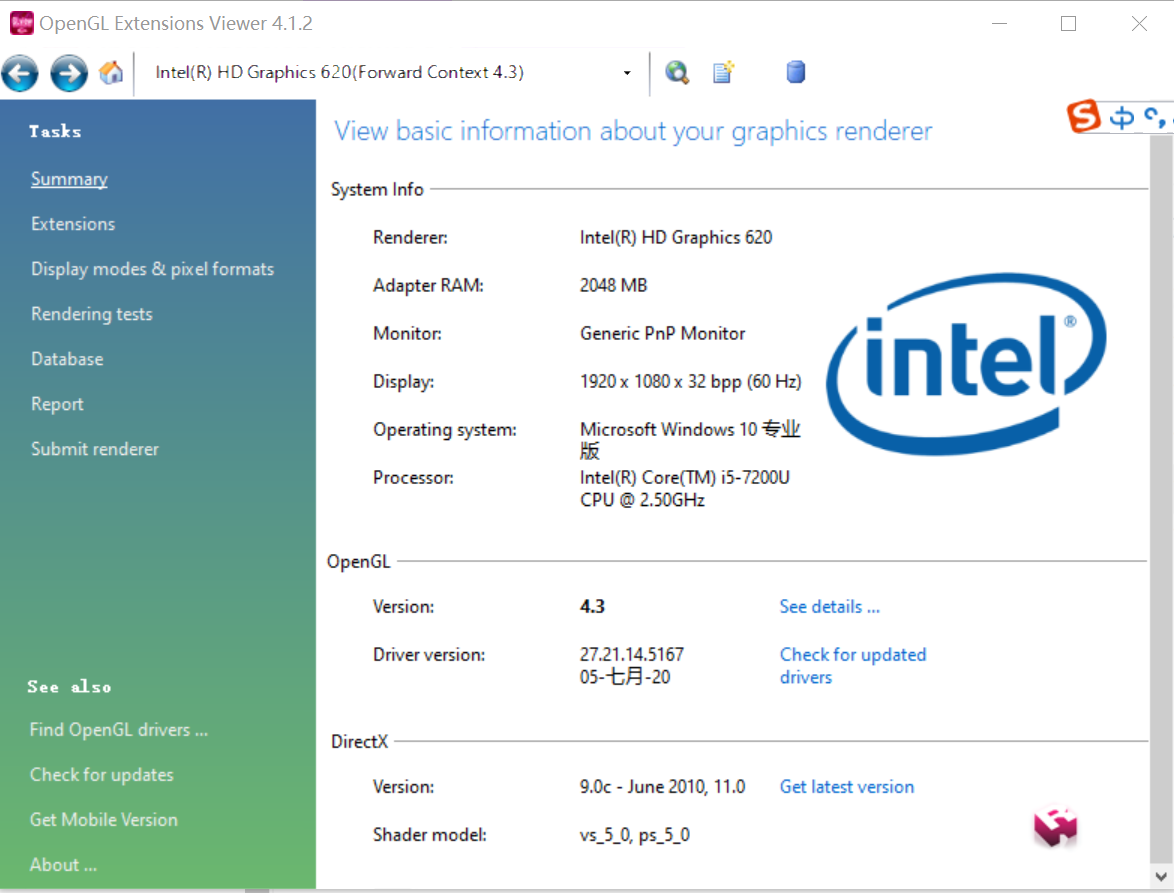 OpenGL Extensions Viewer 4.1.2
Intel(R) HD Graphics 620(Forward Context 4.3)
Tasks
Summary
Extensions
Display modes & pixel formats
Rendering tests
Database
Report
Submit renderer
See also
Find OpenGL drivers ...
Check for updates
Get Mobile Version
About ...
View basic information about your graphics renderer
S 中 °,
System Info
Renderer: Intel(R) HD Graphics 620
Adapter RAM: 2048 MB
Monitor: Generic PnP Monitor
Display: 1920 x 1080 x 32 bpp (60 Hz)
Operating system: Microsoft Windows 10 专业
版
Processor: Intel(R) Core(TM) i5-7200U
CPU @ 2.50GHz
intel®
OpenGL
Version: 4.3 See details ...
Driver version: 27.21.14.5167 Check for updated
05-七月-20 drivers
DirectX
Version: 9.0c - June 2010, 11.0 Get latest version
Shader model: vs_5_0, ps_5_0